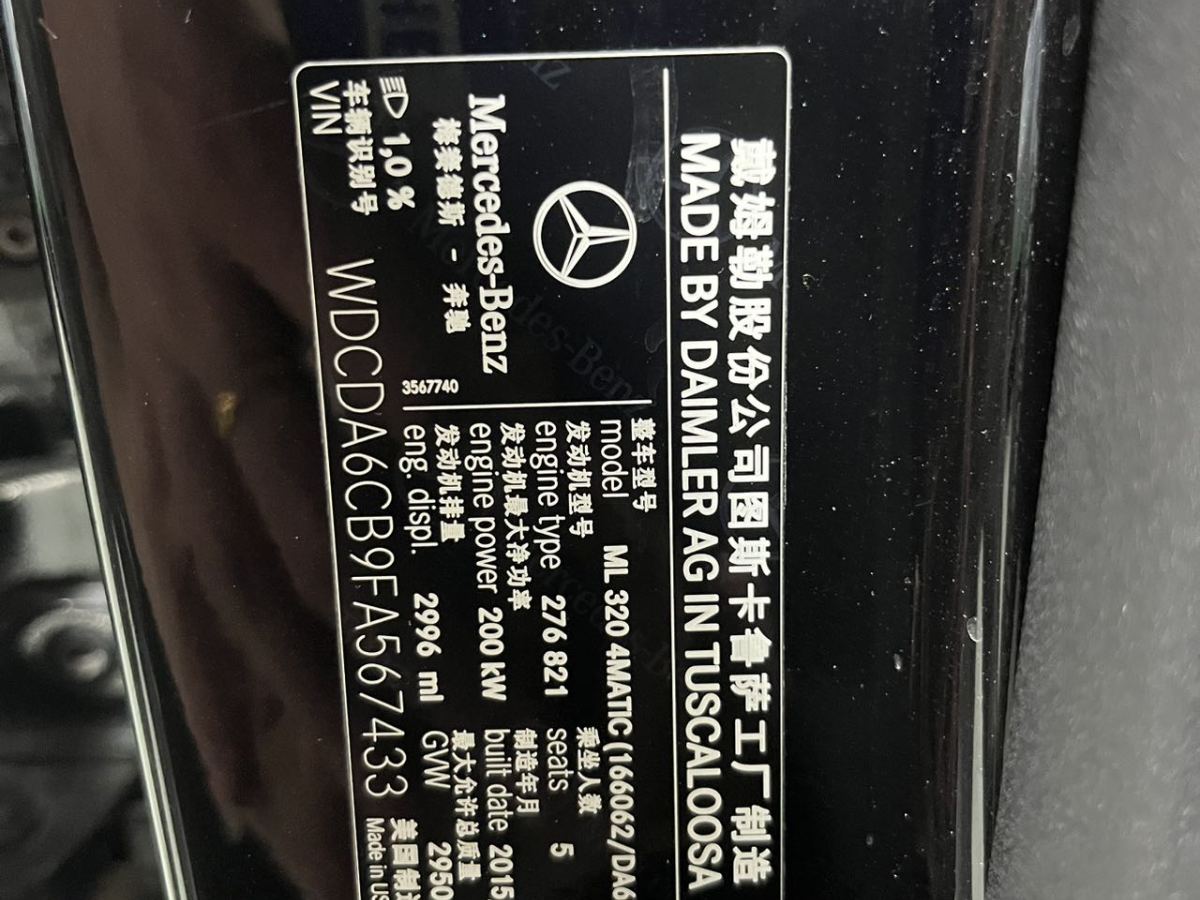 戴姆勒股份公司图斯卡鲁萨工厂制造
MADE BY DAIMLER AG IN TUSCALOOSA
Mercedes-Benz
梅赛德斯 - 奔驰
1,0 %
3567740
整车型号
model ML 320 4MATIC (166062/DA6
发动机型号
engine type 276 821
乘坐人数
seats 5
发动机最大净功率
engine power 200 kW
制造年月
built date 2015
发动机排量
eng. displ. 2996 ml
最大允许总质量
GVW 2950
车辆识别号
VIN WDCDA6CB9FA567433
美国制造
Made in US